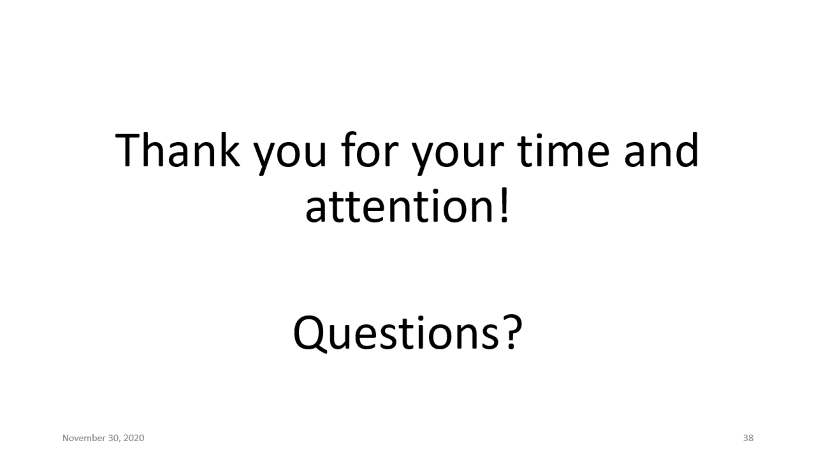 Thank you for your time and
attention!
Questions?
November 30, 2020
38